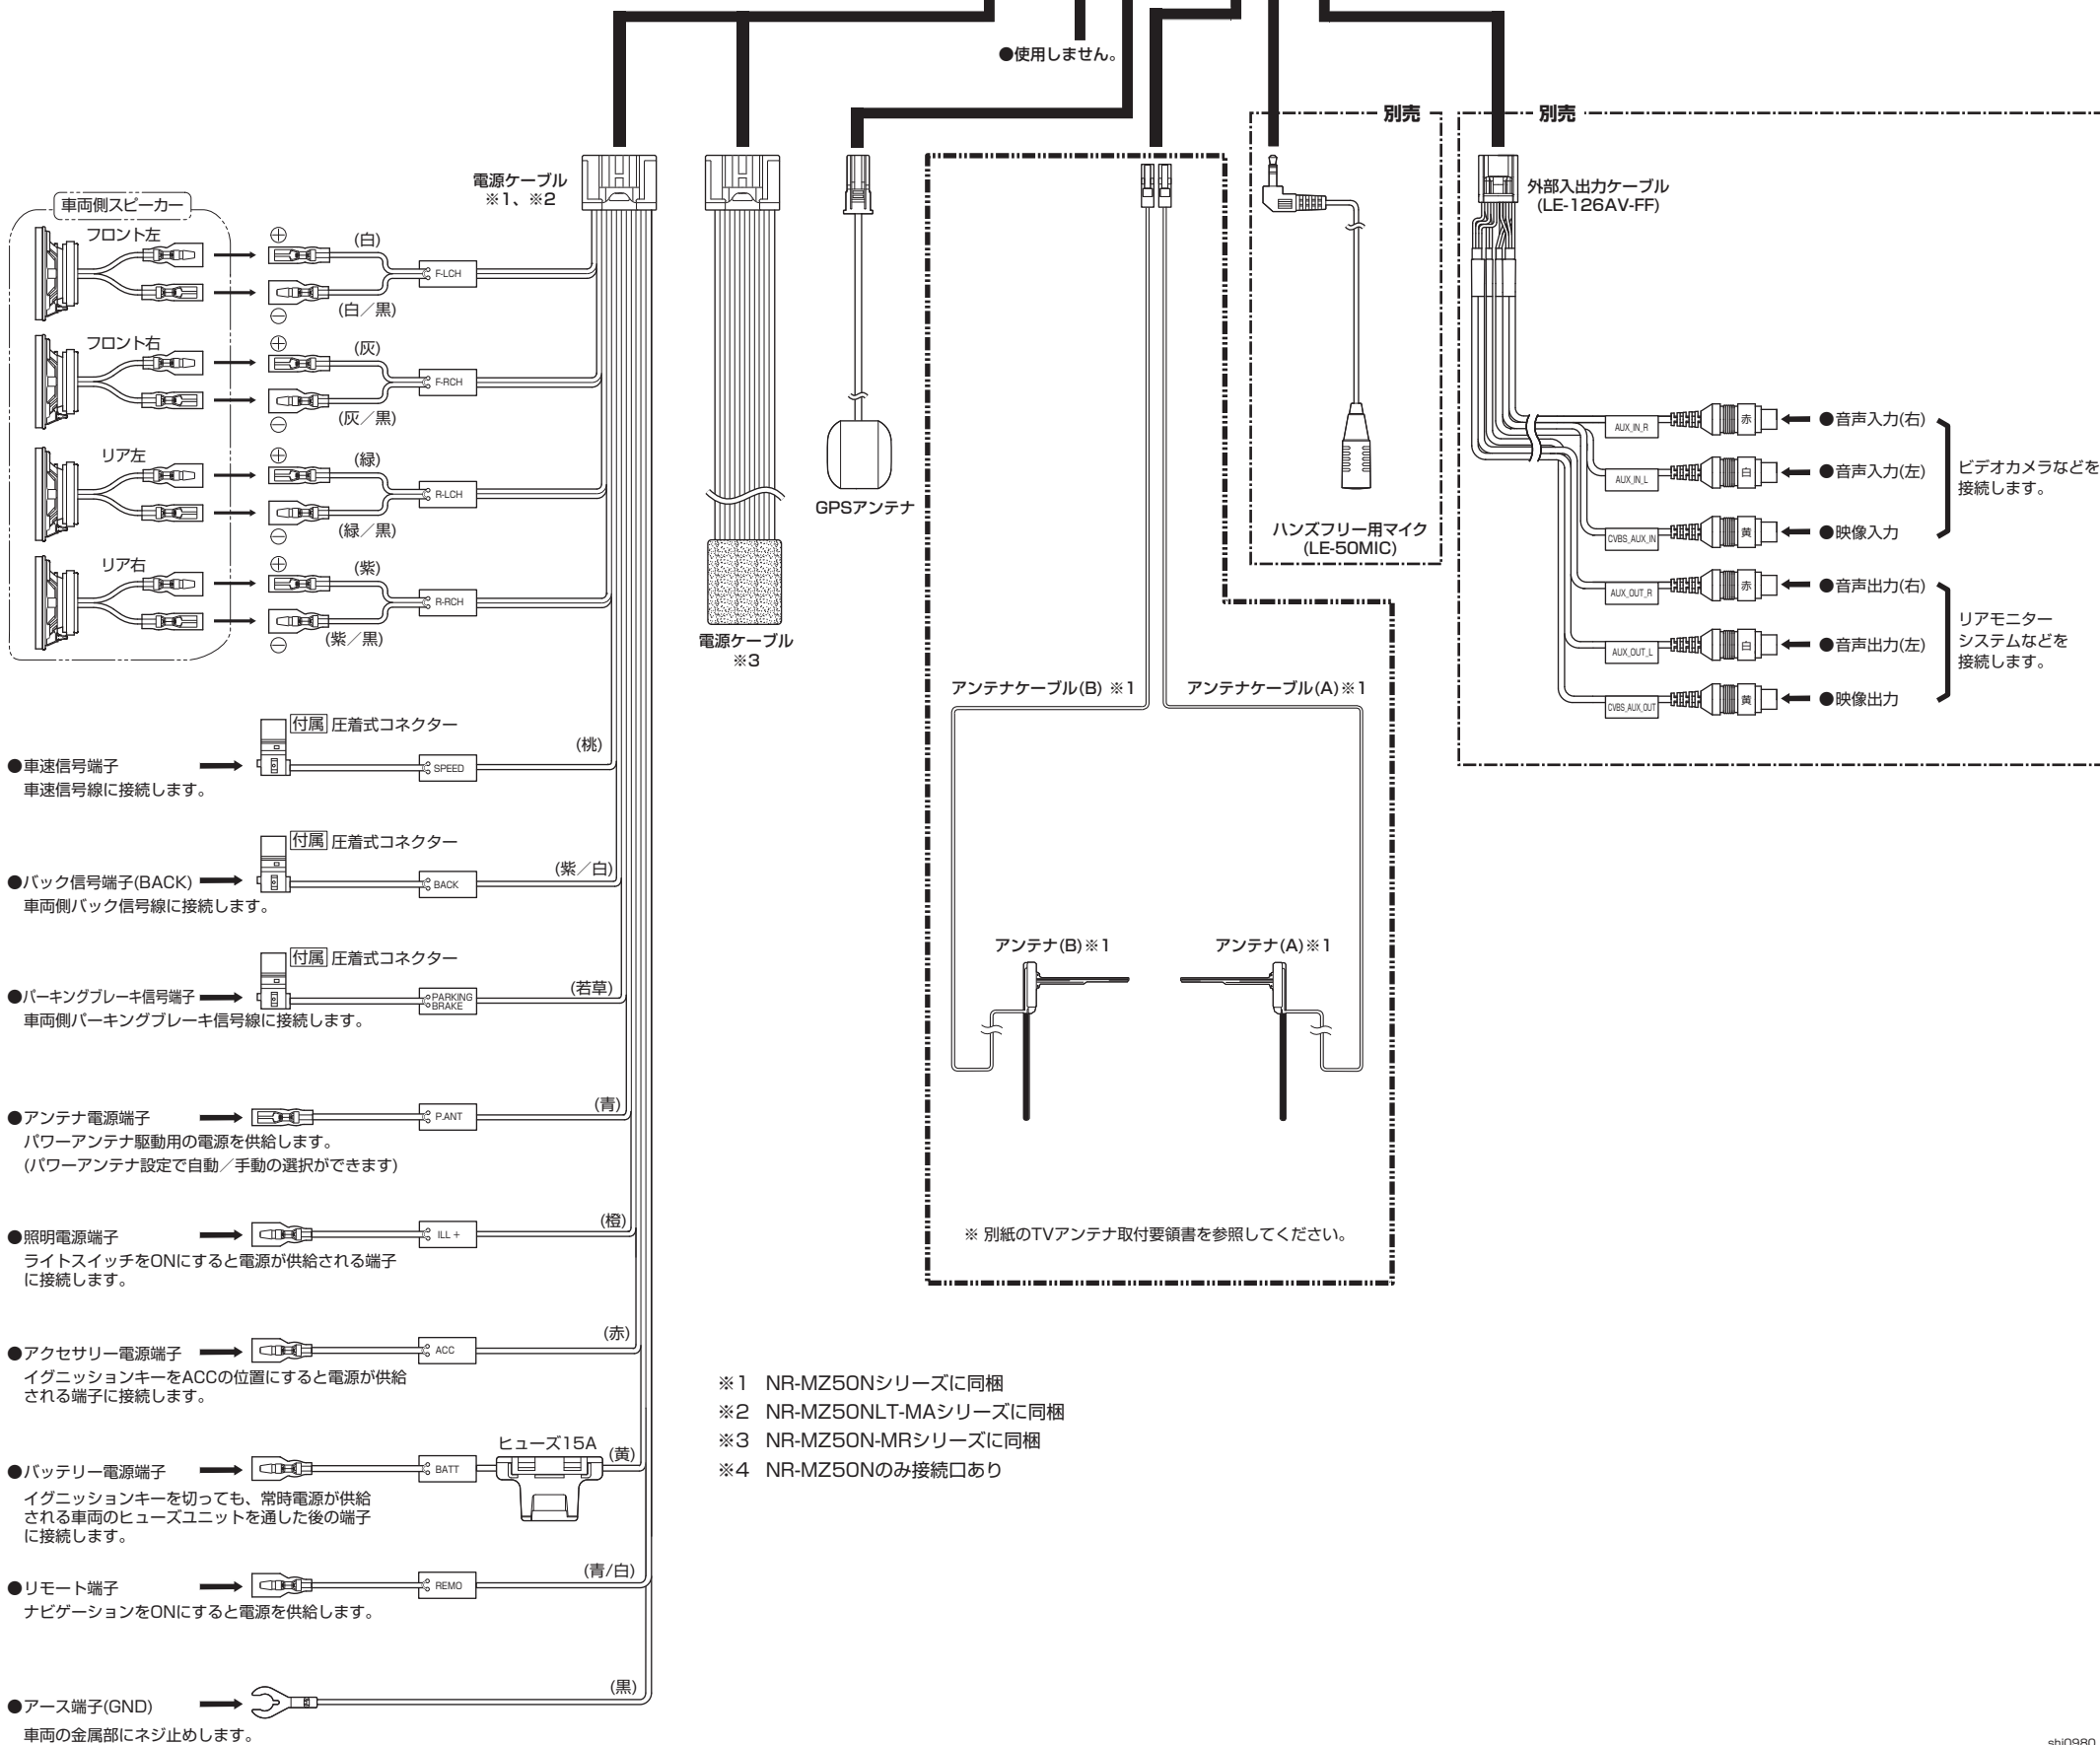 ●使用しません。
別売
別売
電源ケーブル
※1、※2
外部入出力ケーブル
(LE-126AV-FF)
車両側スピーカー
フロント左
⊕
(白)
F-LCH
⊖
(白／黒)
フロント右
⊕
(灰)
F-RCH
⊖
(灰／黒)
リア左
⊕
(緑)
R-LCH
⊖
(緑／黒)
リア右
⊕
(紫)
R-RCH
⊖
(紫／黒)
電源ケーブル
※3
GPSアンテナ
ハンズフリー用マイク
(LE-50MIC)
AUX_IN_R
赤
●音声入力(右)
AUX_IN_L
白
●音声入力(左)
CVBS_AUX_IN
黄
●映像入力
ビデオカメラなどを
接続します。
AUX_OUT_R
赤
●音声出力(右)
AUX_OUT_L
白
●音声出力(左)
CVBS_AUX_OUT
黄
●映像出力
リアモニター
システムなどを
接続します。
アンテナケーブル(B) ※1
アンテナケーブル(A)※1
アンテナ(B)※1
アンテナ(A)※1
※ 別紙のTVアンテナ取付要領書を参照してください。
付属 圧着式コネクター
(桃)
●車速信号端子
SPEED
車速信号線に接続します。
付属 圧着式コネクター
(紫／白)
●バック信号端子(BACK)
BACK
車両側バック信号線に接続します。
付属 圧着式コネクター
(若草)
●パーキングブレーキ信号端子
PARKING
BRAKE
車両側パーキングブレーキ信号線に接続します。
(青)
●アンテナ電源端子
P.ANT
パワーアンテナ駆動用の電源を供給します。
(パワーアンテナ設定で自動／手動の選択ができます)
(橙)
●照明電源端子
ILL +
ライトスイッチをONにすると電源が供給される端子
に接続します。
(赤)
●アクセサリー電源端子
ACC
イグニッションキーをACCの位置にすると電源が供給
される端子に接続します。
ヒューズ15A
(黄)
●バッテリー電源端子
BATT
イグニッションキーを切っても、常時電源が供給
される車両のヒューズユニットを通した後の端子
に接続します。
(青/白)
●リモート端子
REMO
ナビゲーションをONにすると電源を供給します。
(黒)
●アース端子(GND)
車両の金属部にネジ止めします。
※1 NR-MZ50Nシリーズに同梱
※2 NR-MZ50NLT-MAシリーズに同梱
※3 NR-MZ50N-MRシリーズに同梱
※4 NR-MZ50Nのみ接続口あり
shi0980